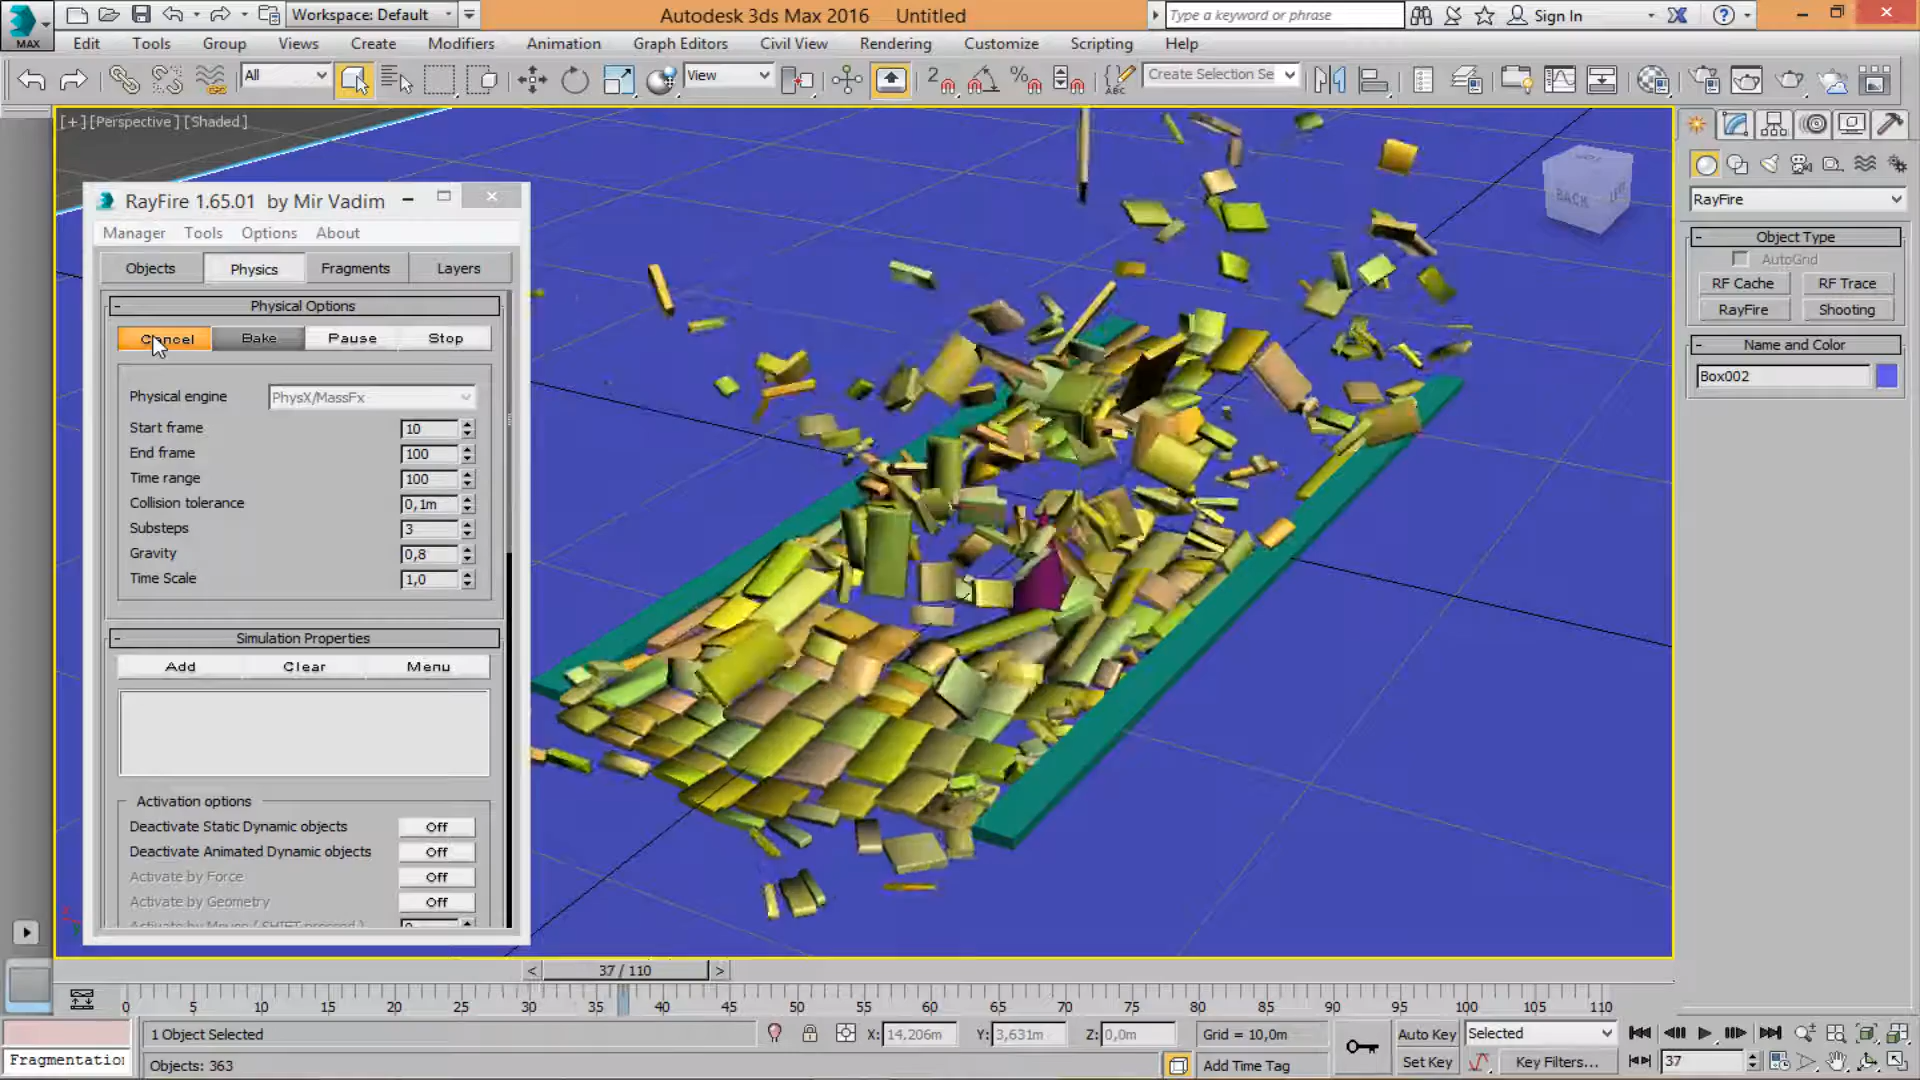 Workspace: Default
Autodesk 3ds Max 2016 Untitled
Type a keyword or phrase
Sign In
MAX
Edit Tools Group Views Create Modifiers Animation Graph Editors Civil View Rendering Customize Scripting Help
All
View
Create Selection Se
[+] [Perspective ] [Shaded ]
BACK
RayFire 1.65.01 by Mir Vadim
Manager Tools Options About
Objects Physics Fragments Layers
- Physical Options
Cancel Bake Pause Stop
Physical engine PhysX/MassFx
Start frame 10
End frame 100
Time range 100
Collision tolerance 0,1m
Substeps 3
Gravity 0,8
Time Scale 1,0
- Simulation Properties
Add Clear Menu
Activation options
Deactivate Static Dynamic objects Off
Deactivate Animated Dynamic objects Off
Activate by Force Off
Activate by Geometry Off
Activate by Mouse ( SHIFT pressed )
RayFire
- Object Type
AutoGrid
RF Cache RF Trace
RayFire Shooting
- Name and Color
Box002
< 37 / 110 >
0 5 10 15 20 25 30 35 40 45 50 55 60 65 70 75 80 85 90 95 100 105 110
1 Object Selected
X: 14,206m Y: 3,631m Z: 0,0m Grid = 10,0m
Auto Key Selected
Fragmentation
Objects: 363
Add Time Tag
Set Key Key Filters...
37